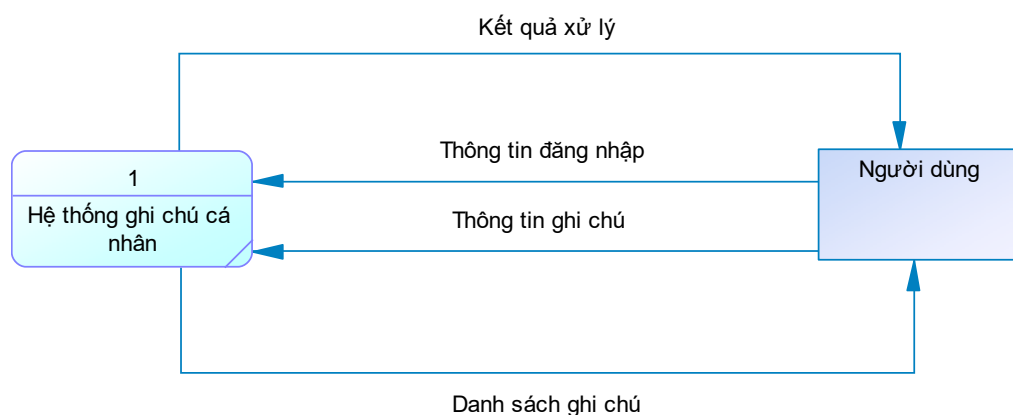 Kết quả xử lý
Thông tin đăng nhập
1
Hệ thống ghi chú cá
nhân
Người dùng
Thông tin ghi chú
Danh sách ghi chú